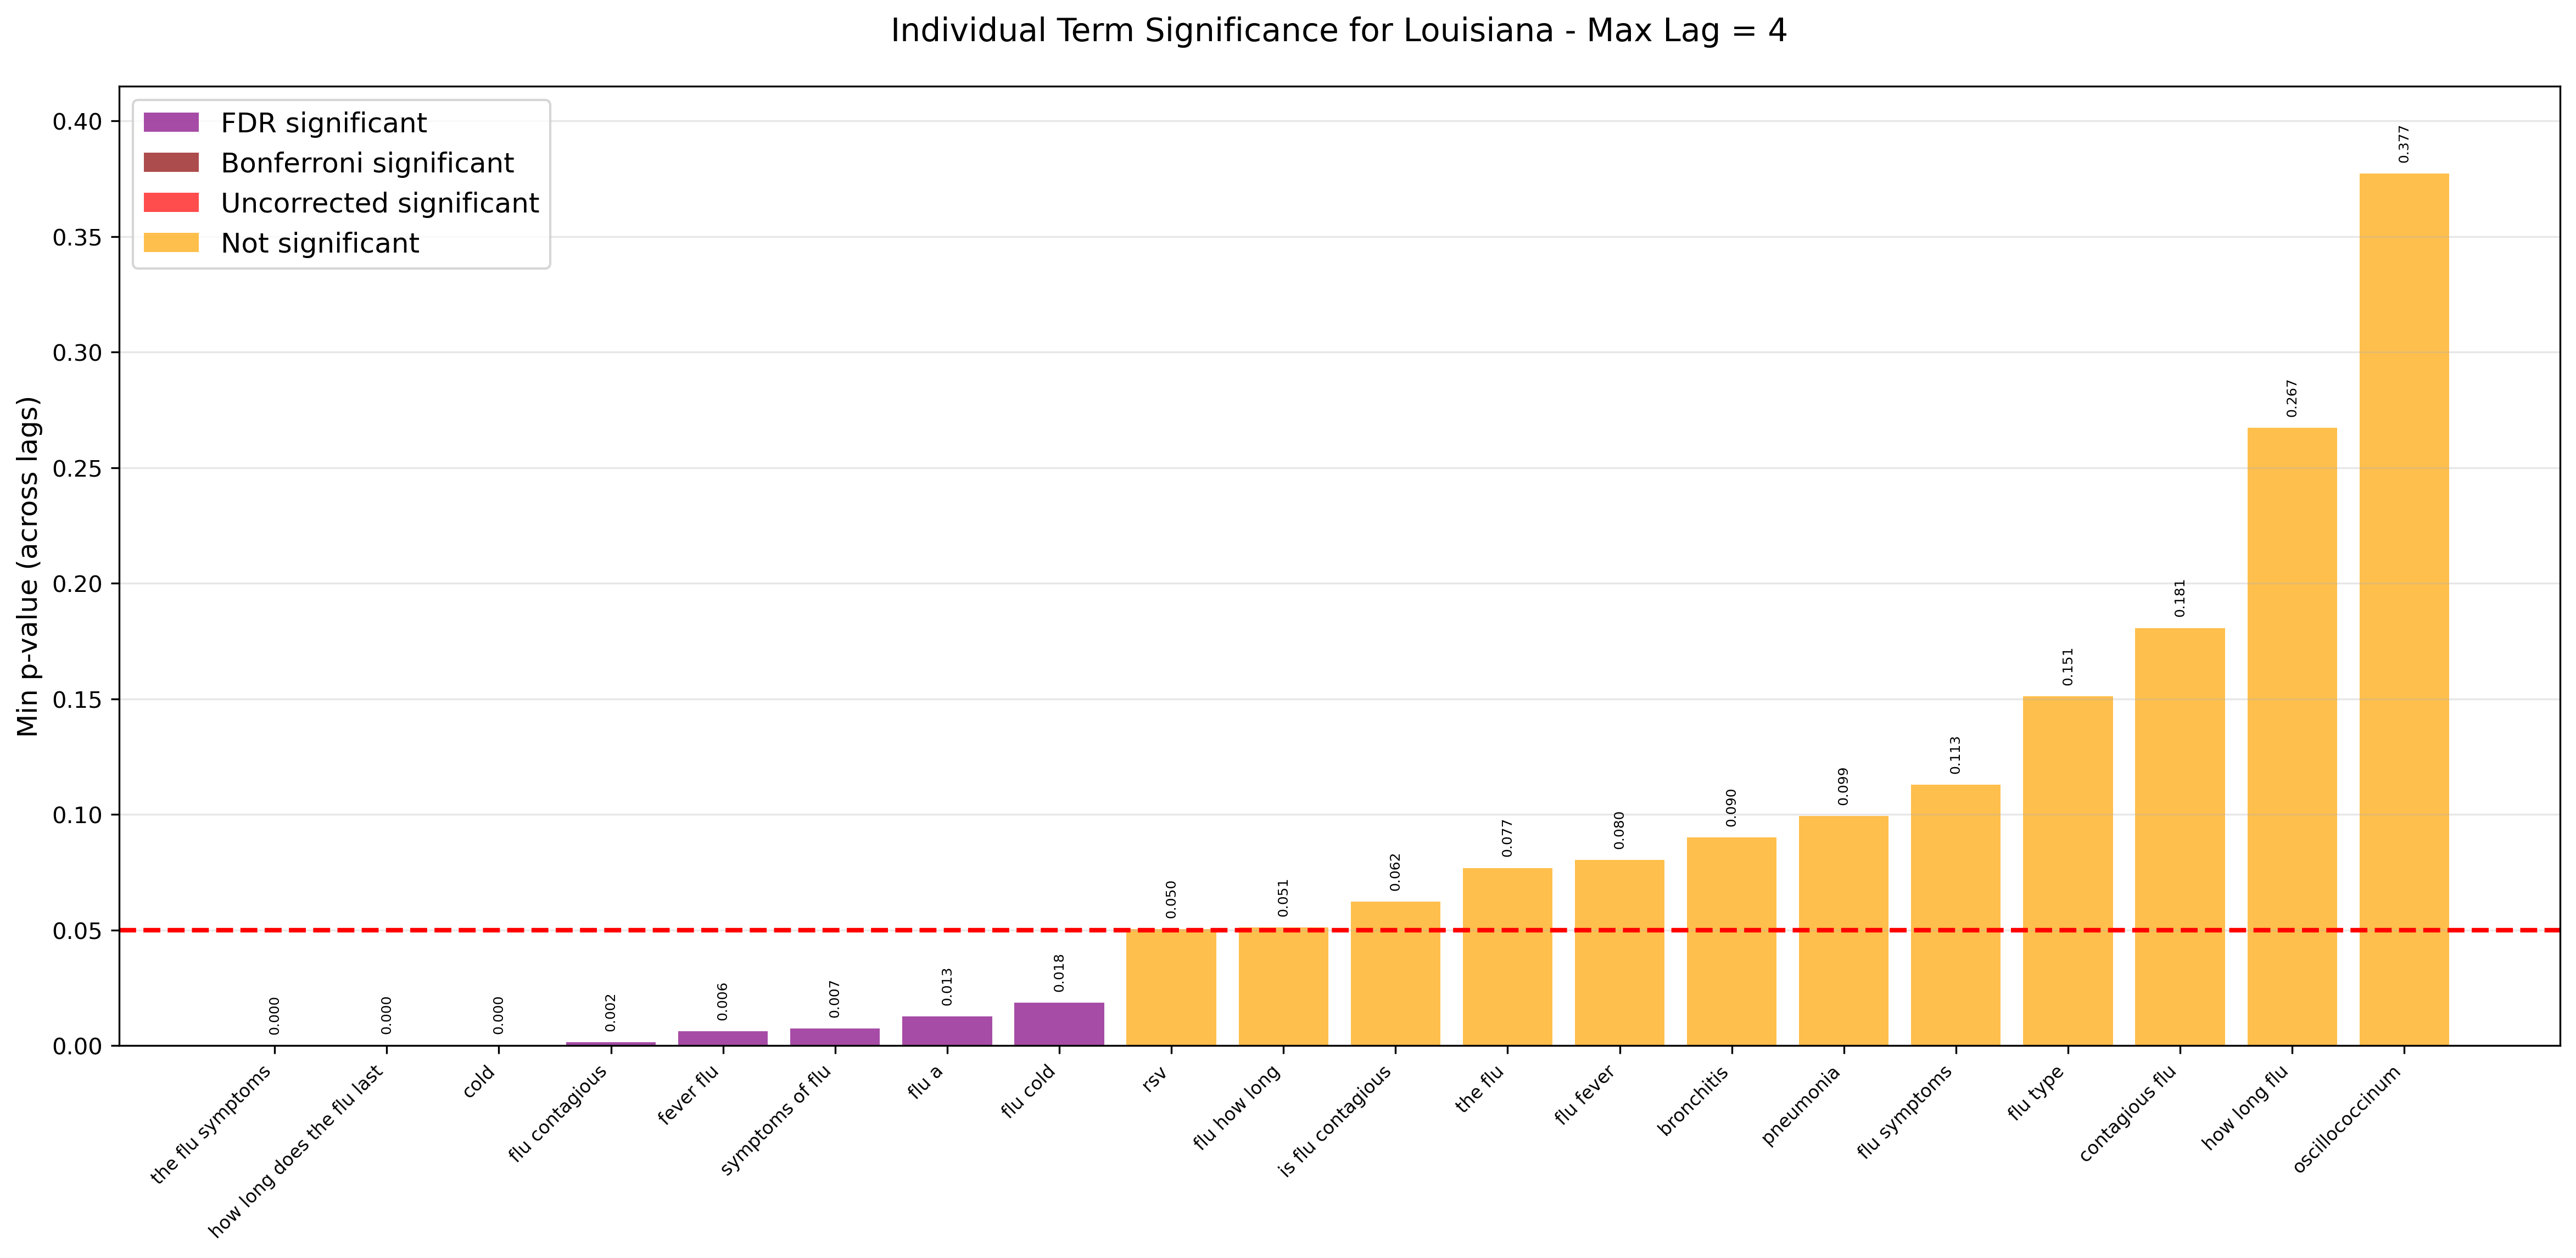 Individual Term Significance for Louisiana - Max Lag = 4
FDR significant
Bonferroni significant
Uncorrected significant
Not significant
Min p-value (across lags)
0.40
0.35
0.30
0.25
0.20
0.15
0.10
0.05
0.00
0.000
0.000
0.000
0.002
0.006
0.007
0.013
0.018
0.050
0.051
0.062
0.077
0.080
0.090
0.099
0.113
0.151
0.181
0.267
0.377
the flu symptoms
how long does the flu last
cold
flu contagious
fever flu
symptoms of flu
flu a
flu cold
rsv
flu how long
is flu contagious
the flu
flu fever
bronchitis
pneumonia
flu symptoms
flu type
contagious flu
how long flu
oscillococcinum